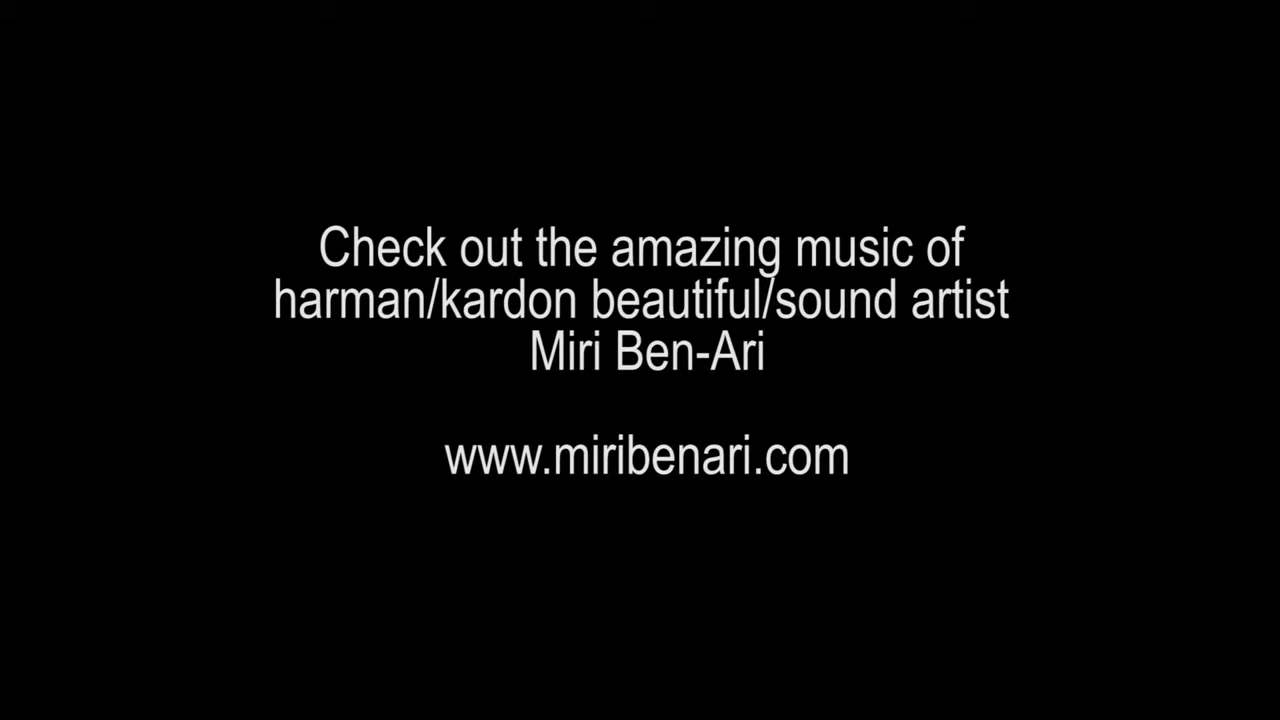 Check out the amazing music of
harman/kardon beautiful/sound artist
Miri Ben-Ari
www.miribenari.com